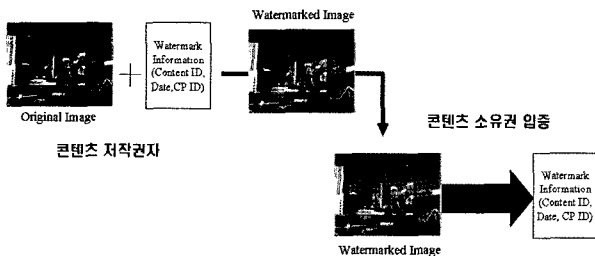 Watermarked Image
Watermark
Information
(Content ID,
Date,CP ID)
Original Image
콘텐츠 저작권자
콘텐츠 소유권 입증
Watermark
Information
(Content ID,
Date, CP ID)
Watermarked Image